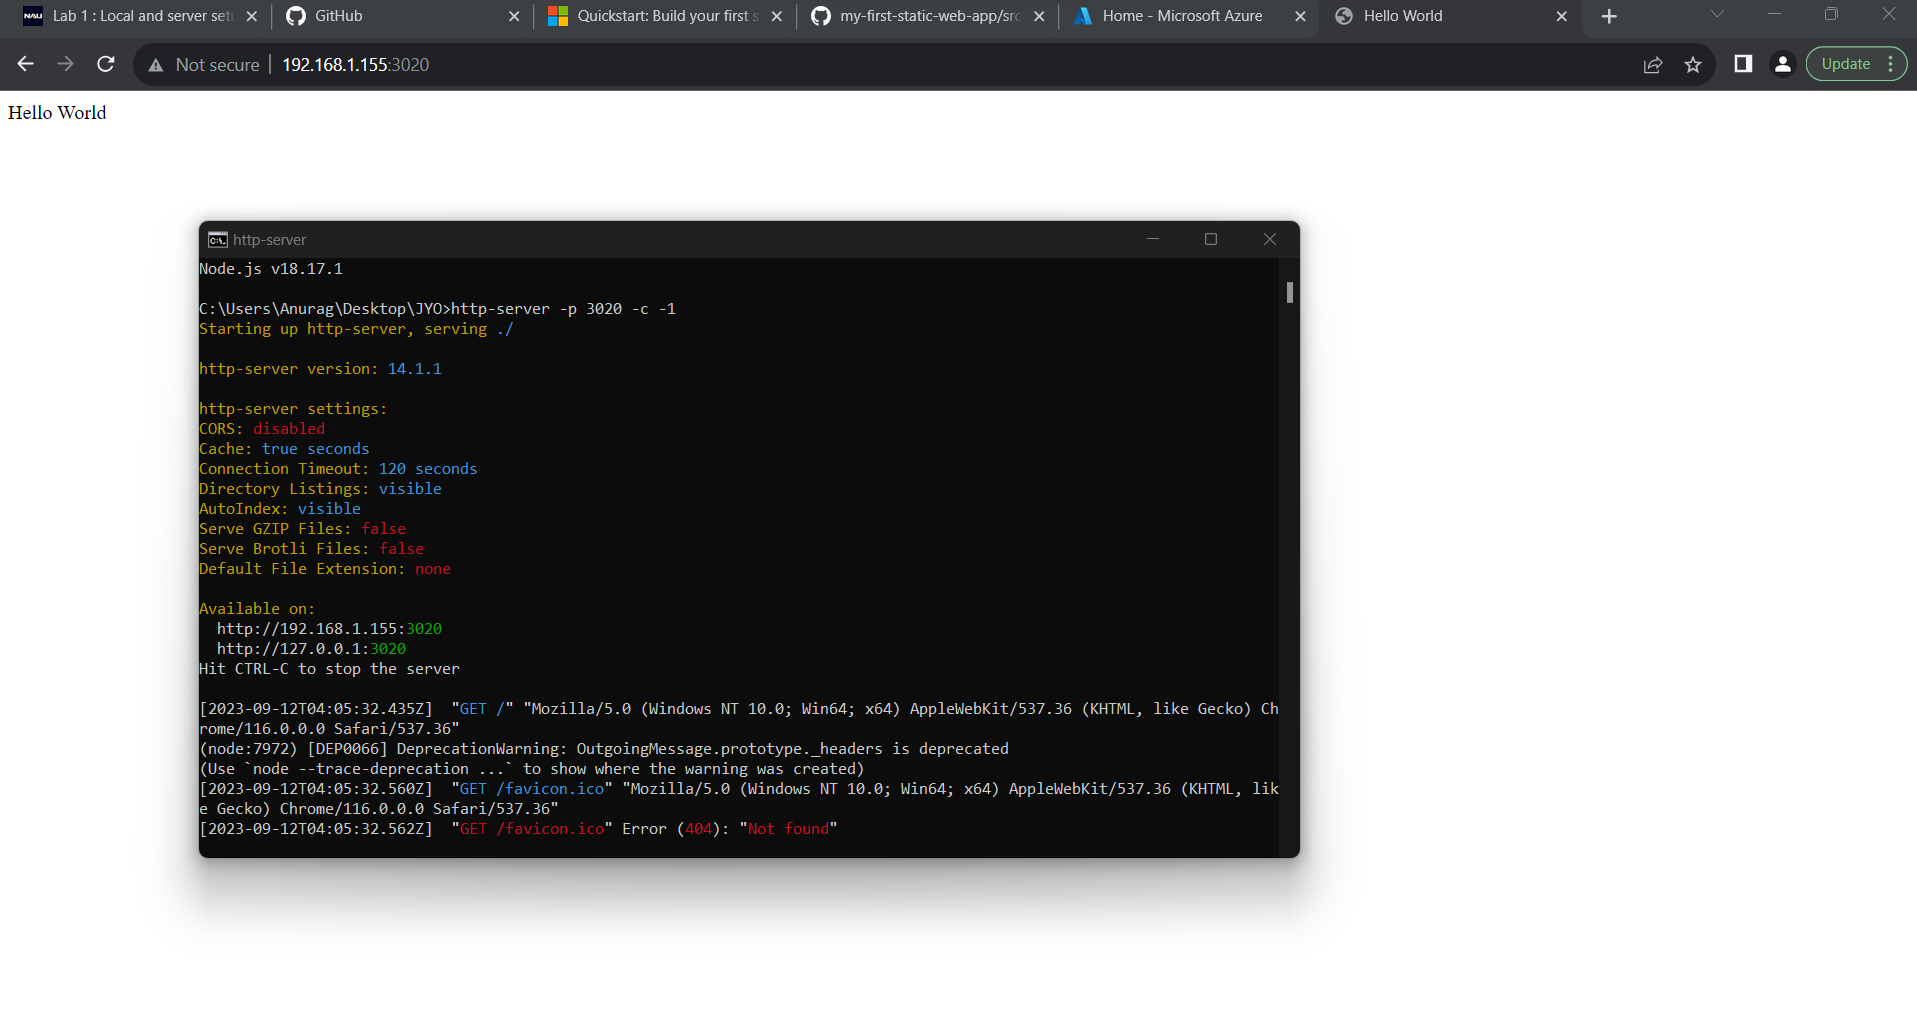 NAU Lab 1 : Local and server set
GitHub
Quickstart: Build your first s
my-first-static-web-app/src
Home - Microsoft Azure
Hello World
Not secure 192.168.1.155:3020
Update
Hello World
C:\. http-server
Node.js v18.17.1
C:\Users\Anurag\Desktop\JYO>http-server -p 3020 -c -1
Starting up http-server, serving ./
http-server version: 14.1.1
http-server settings:
CORS: disabled
Cache: true seconds
Connection Timeout: 120 seconds
Directory Listings: visible
AutoIndex: visible
Serve GZIP Files: false
Serve Brotli Files: false
Default File Extension: none
Available on:
http://192.168.1.155:3020
http://127.0.0.1:3020
Hit CTRL-C to stop the server
[2023-09-12T04:05:32.435Z]  "GET /" "Mozilla/5.0 (Windows NT 10.0; Win64; x64) AppleWebKit/537.36 (KHTML, like Gecko) Ch
rome/116.0.0.0 Safari/537.36"
(node:7972) [DEP0066] DeprecationWarning: OutgoingMessage.prototype._headers is deprecated
(Use `node --trace-deprecation ...` to show where the warning was created)
[2023-09-12T04:05:32.560Z]  "GET /favicon.ico" "Mozilla/5.0 (Windows NT 10.0; Win64; x64) AppleWebKit/537.36 (KHTML, lik
e Gecko) Chrome/116.0.0.0 Safari/537.36"
[2023-09-12T04:05:32.562Z]  "GET /favicon.ico" Error (404): "Not found"